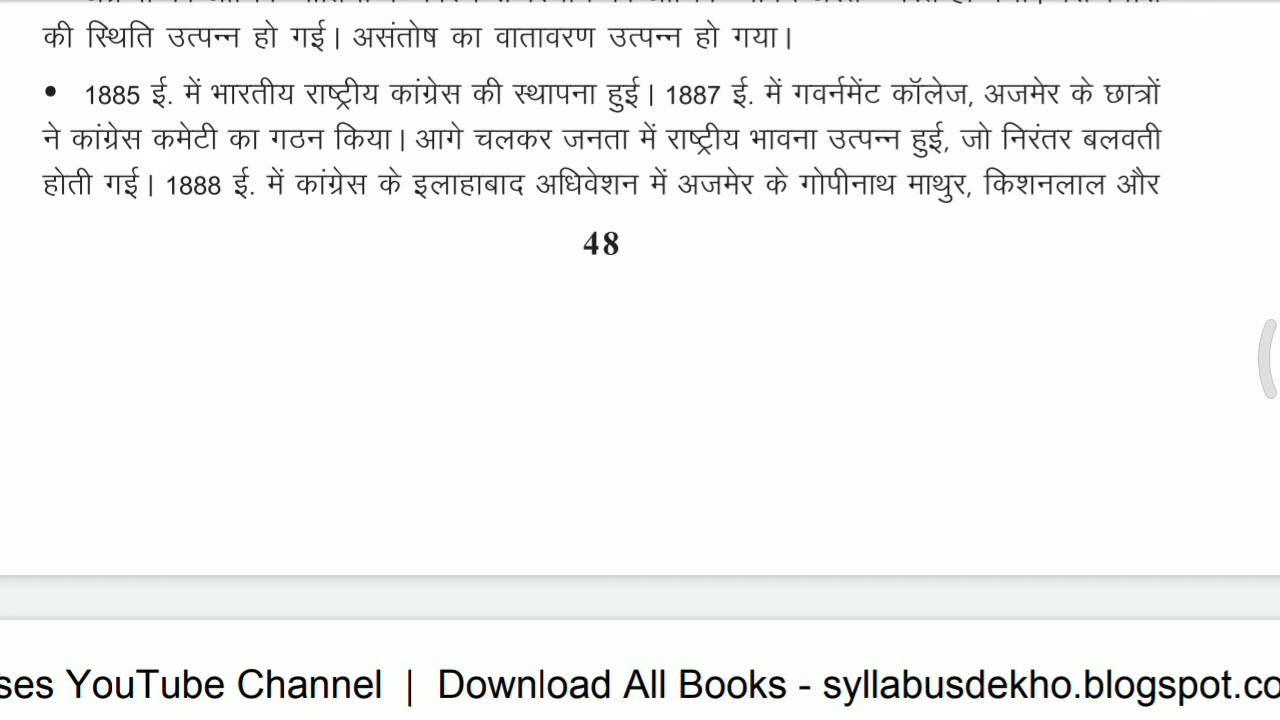 की स्थिति उत्पन्न हो गई। असंतोष का वातावरण उत्पन्न हो गया।
• 1885 ई. में भारतीय राष्ट्रीय कांग्रेस की स्थापना हुई। 1887 ई. में गवर्नमेंट कॉलेज, अजमेर के छात्रों
ने कांग्रेस कमेटी का गठन किया। आगे चलकर जनता में राष्ट्रीय भावना उत्पन्न हुई, जो निरंतर बलवती
होती गई। 1888 ई. में कांग्रेस के इलाहाबाद अधिवेशन में अजमेर के गोपीनाथ माथुर, किशनलाल और
48
ses YouTube Channel | Download All Books - syllabusdekho.blogspot.co